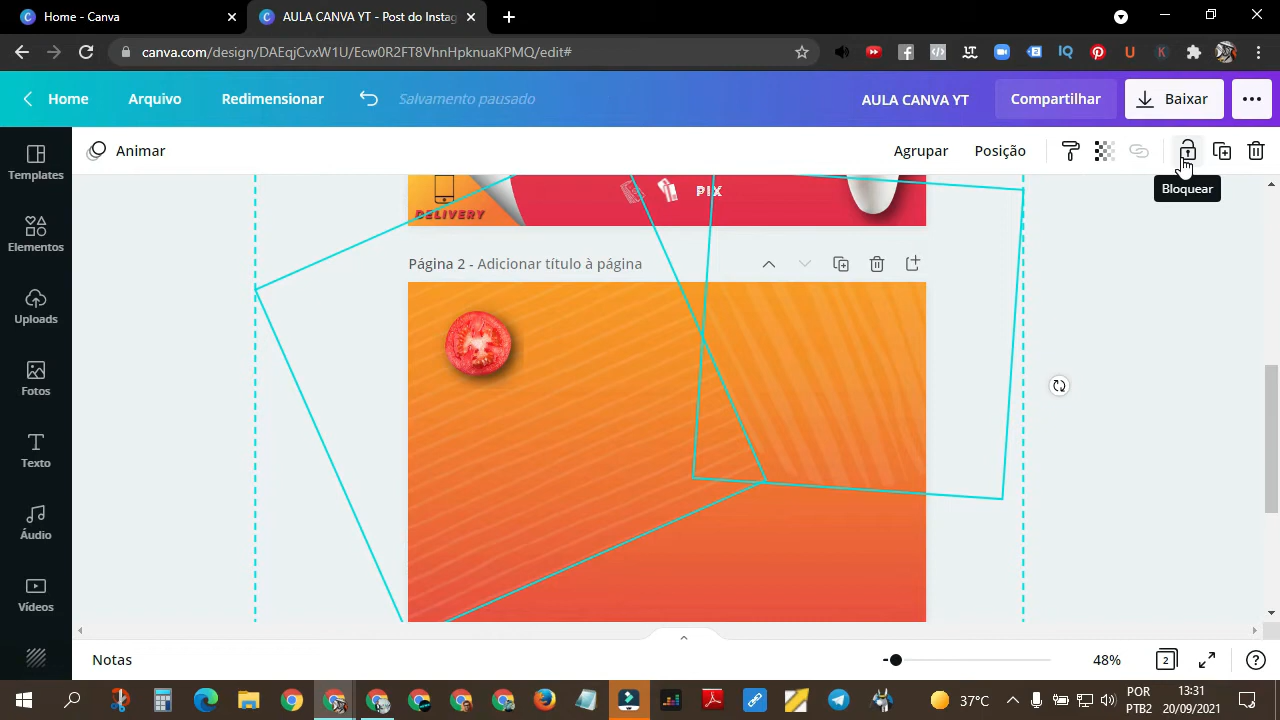 Home - Canva
AULA CANVA YT - Post do Instag
canva.com/design/DAEqjCvxW1U/Ecw0R2FT8VhnHpknuaKPMQ/edit#
Home
Arquivo
Redimensionar
Salvamento pausado
AULA CANVA YT
Compartilhar
Baixar
Animar
Agrupar
Posição
Bloquear
Templates
Elementos
Uploads
Fotos
Texto
Áudio
Vídeos
PIX
DELIVERY
Página 2 - Adicionar título à página
Notas
48%
2
37°C
POR
PTB2
13:31
20/09/2021